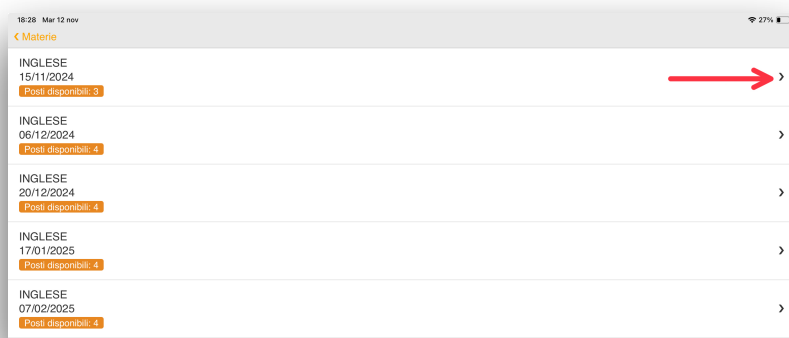 18:28 Mar 12 nov
27%
Materie
INGLESE
15/11/2024
Posti disponibili: 3
INGLESE
06/12/2024
Posti disponibili: 4
INGLESE
20/12/2024
Posti disponibili: 4
INGLESE
17/01/2025
Posti disponibili: 4
INGLESE
07/02/2025
Posti disponibili: 4